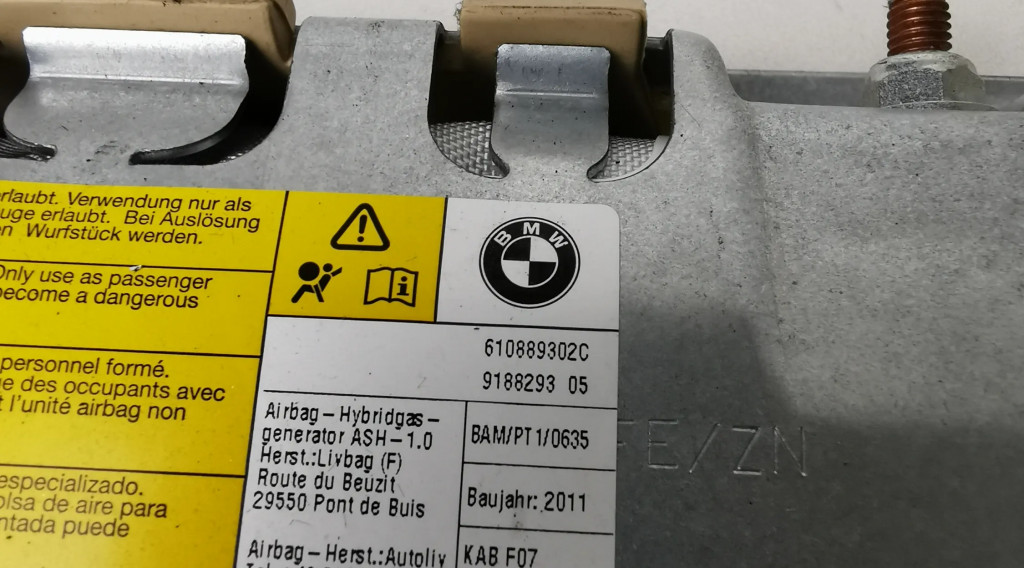 erlaubt. Verwendung nur als
uge erlaubt. Bei Auslösung
en Wurfstück werden.
Only use as passenger
become a dangerous
personnel formé.
ge des occupants avec
t l'unité airbag non
especializado.
olsa de aire para
ntada puede
BMW
610889302C
9188293 05
Airbag-Hybridgas-
generator ASH-1.0
Herst.:Livbag (F)
Route du Beuzit
29550 Pont de Buis
Airbag-Herst.:Autoliv
BAM/PT1/0635
Baujahr: 2011
KAB F07
FE/ZN